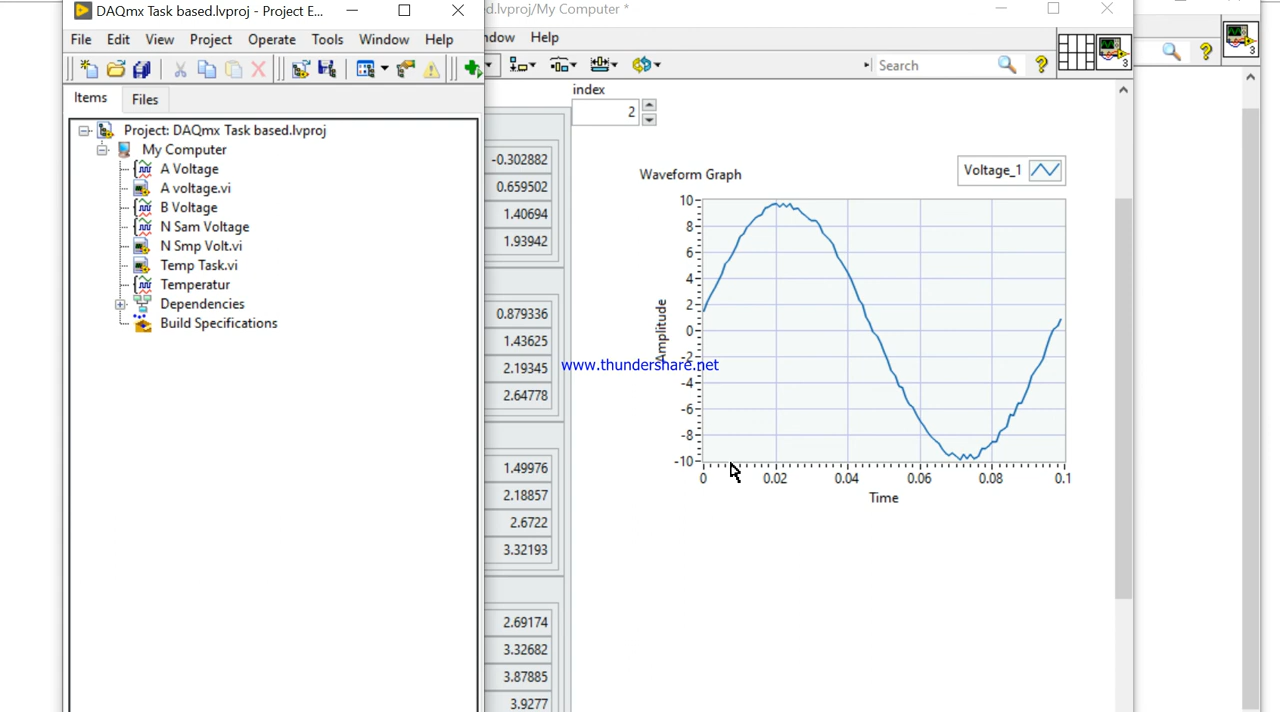 DAQmx Task based.lvproj - Project E...
File Edit View Project Operate Tools Window Help
Items Files
Project: DAQmx Task based.lvproj
My Computer
A Voltage
A voltage.vi
B Voltage
N Sam Voltage
N Smp Volt.vi
Temp Task.vi
Temperatur
Dependencies
Build Specifications
d.lvproj/My Computer *
ndow Help
Search
3
3
index
2
-0.302882
0.659502
1.40694
1.93942
0.879336
1.43625
2.19345
2.64778
1.49976
2.18857
2.6722
3.32193
2.69174
3.32682
3.87885
3.9277
Waveform Graph
Voltage_1
10
8
6
4
2
0
-2
-4
-6
-8
-10
Amplitude
0 0.02 0.04 0.06 0.08 0.1
Time
www.thundershare.net